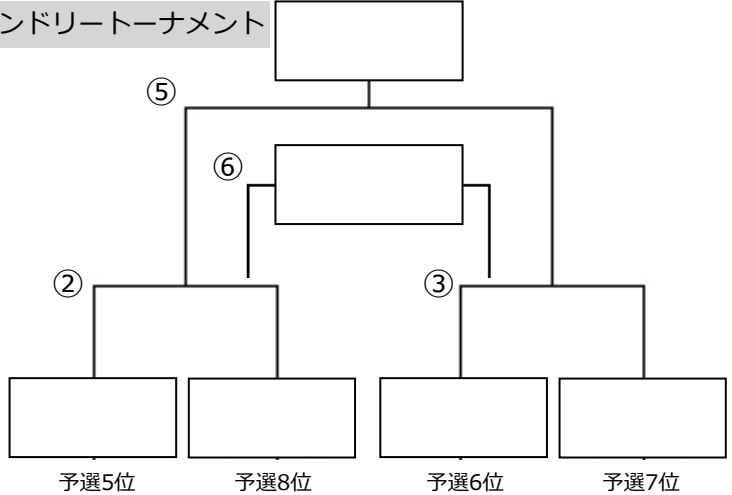 ンドリートーナメント
⑤
⑥
②
③
予選5位
予選8位
予選6位
予選7位